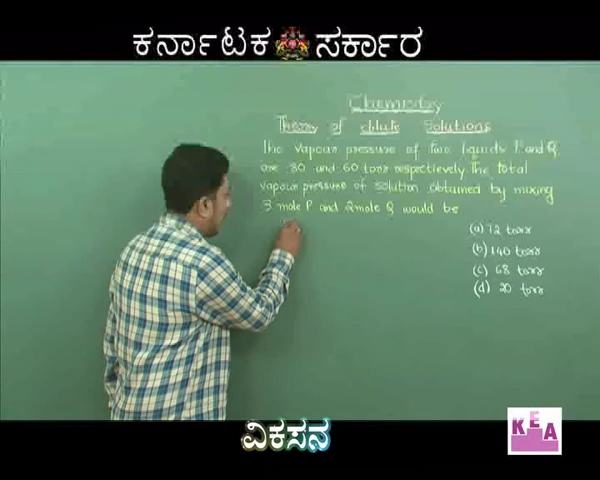 ಕರ್ನಾಟಕ ಸರ್ಕಾರ
Chemistry
Theory of dilute Solutions
The vapour pressure of two liquids P and Q
are 80 and 60 torr respectively. The total
vapour pressure of solution obtained by mixing
3 mole P and 2 mole Q would be
(a) 72 torr
(b) 140 torr
(c) 68 torr
(d) 20 torr
ವಿಕಸನ
KEA